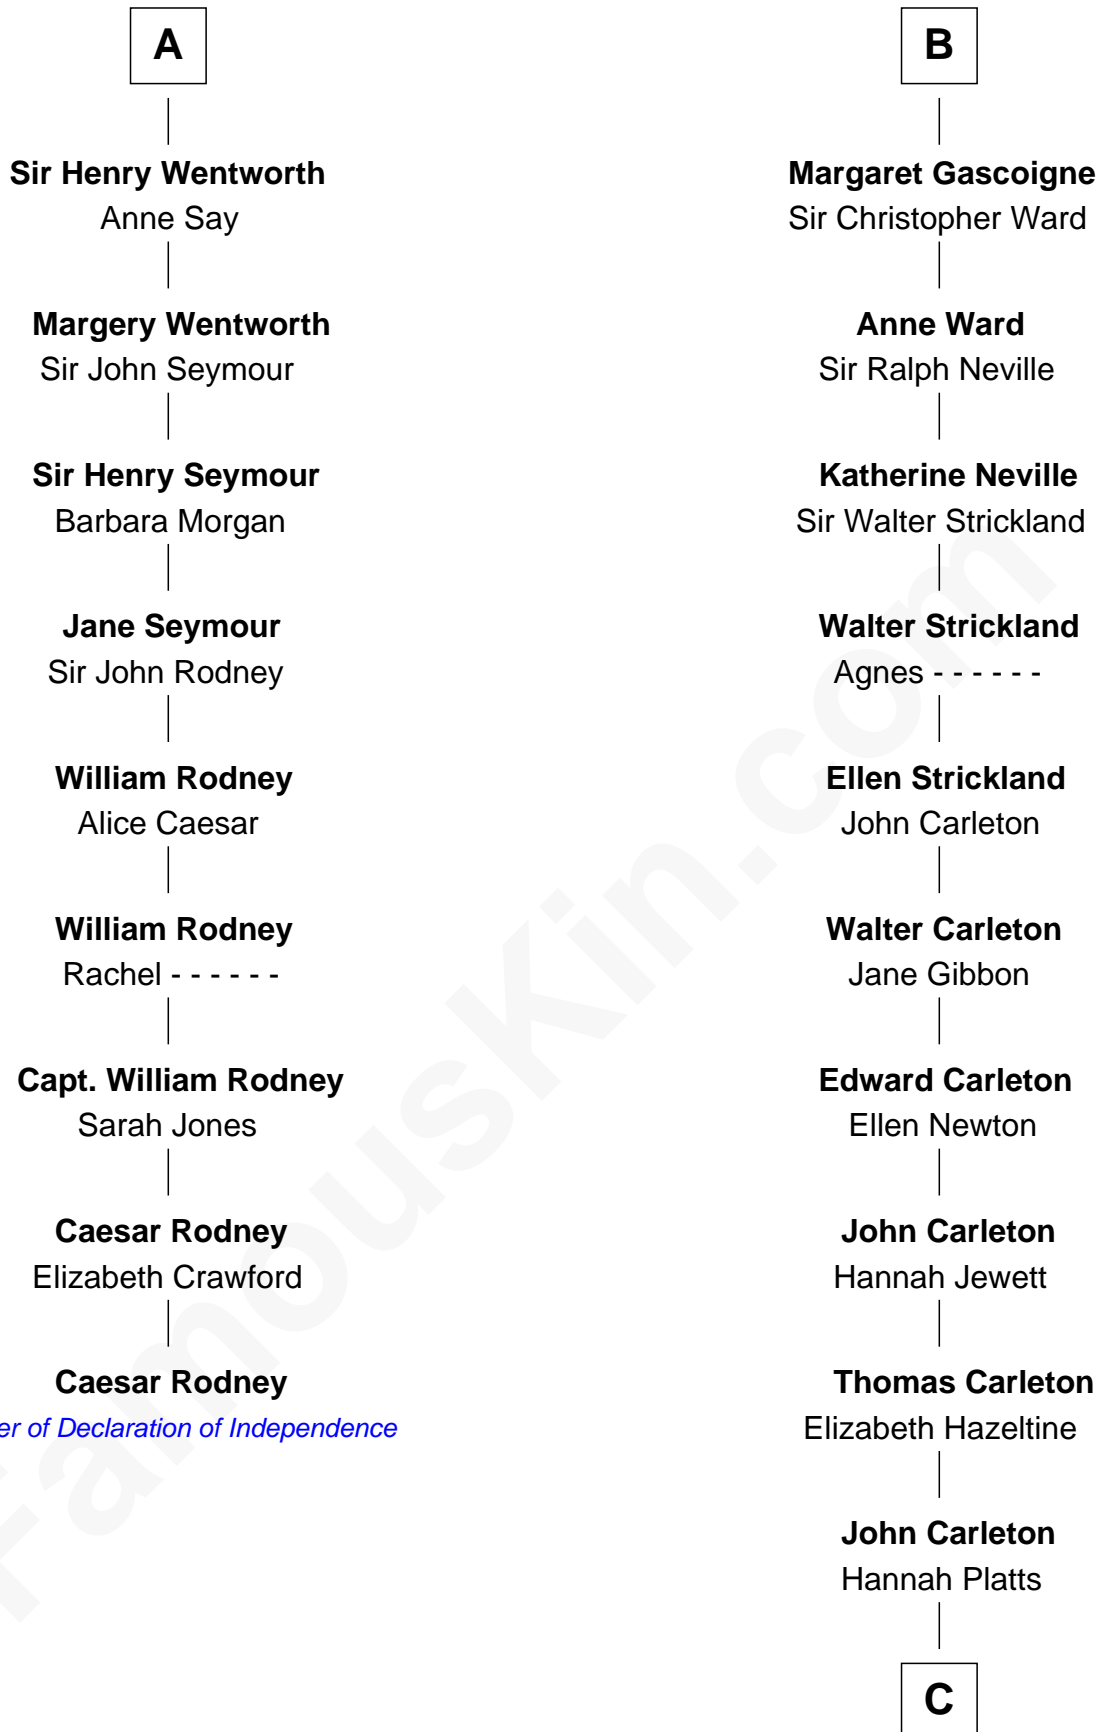 A
Sir Henry Wentworth
Anne Say
Margery Wentworth
Sir John Seymour
Sir Henry Seymour
Barbara Morgan
Jane Seymour
Sir John Rodney
William Rodney
Alice Caesar
William Rodney
Rachel - - - - - -
Capt. William Rodney
Sarah Jones
Caesar Rodney
Elizabeth Crawford
Caesar Rodney
of Declaration of Independence
B
Margaret Gascoigne
Sir Christopher Ward
Anne Ward
Sir Ralph Neville
Katherine Neville
Sir Walter Strickland
Walter Strickland
Agnes - - - - - -
Ellen Strickland
John Carleton
Walter Carleton
Jane Gibbon
Edward Carleton
Ellen Newton
John Carleton
Hannah Jewett
Thomas Carleton
Elizabeth Hazeltine
John Carleton
Hannah Platts
C
FamousKin.com